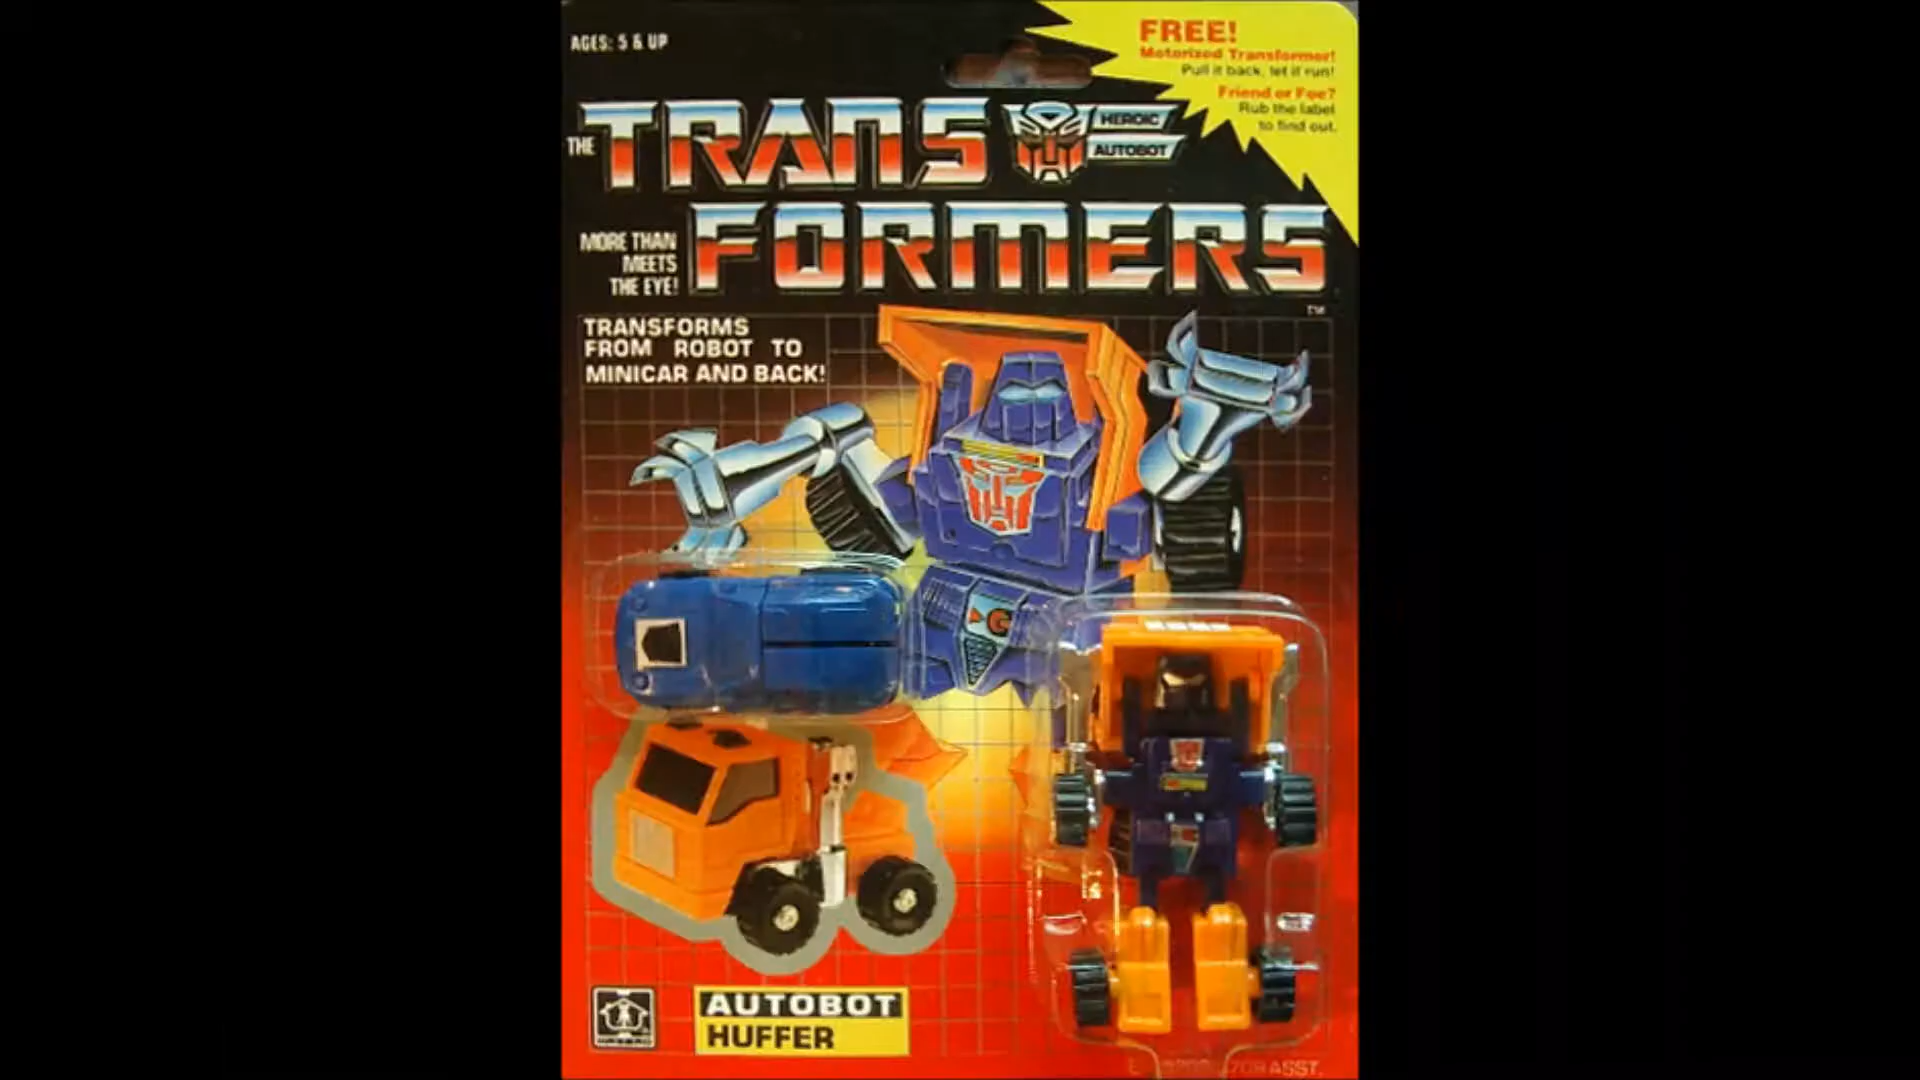 AGES: 5 & UP
FREE!
Motorized Transformer!
Pull it back, let it run!
Friend or Foe?
Rub the label
to find out.
THE TRANS
HEROIC
AUTOBOT
MORE THAN
MEETS
THE EYE!
FORMERS
TM
TRANSFORMS
FROM ROBOT TO
MINICAR AND BACK!
AUTOBOT
HUFFER
HASBRO
ASST.